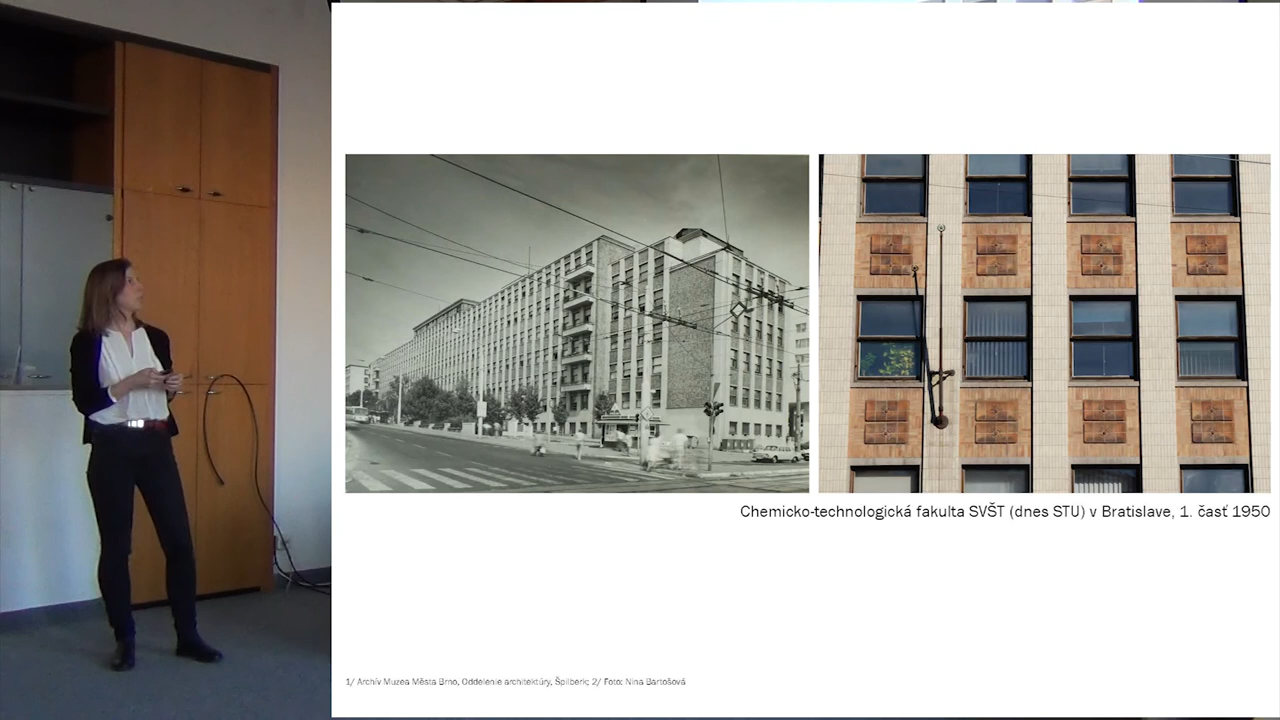 Chemicko-technologická fakulta SVŠT (dnes STU) v Bratislave, 1. časť 1950
1/ Archív Muzea Města Brno, Oddelenie architektúry, Špilberk; 2/ Foto: Nina Bartošová